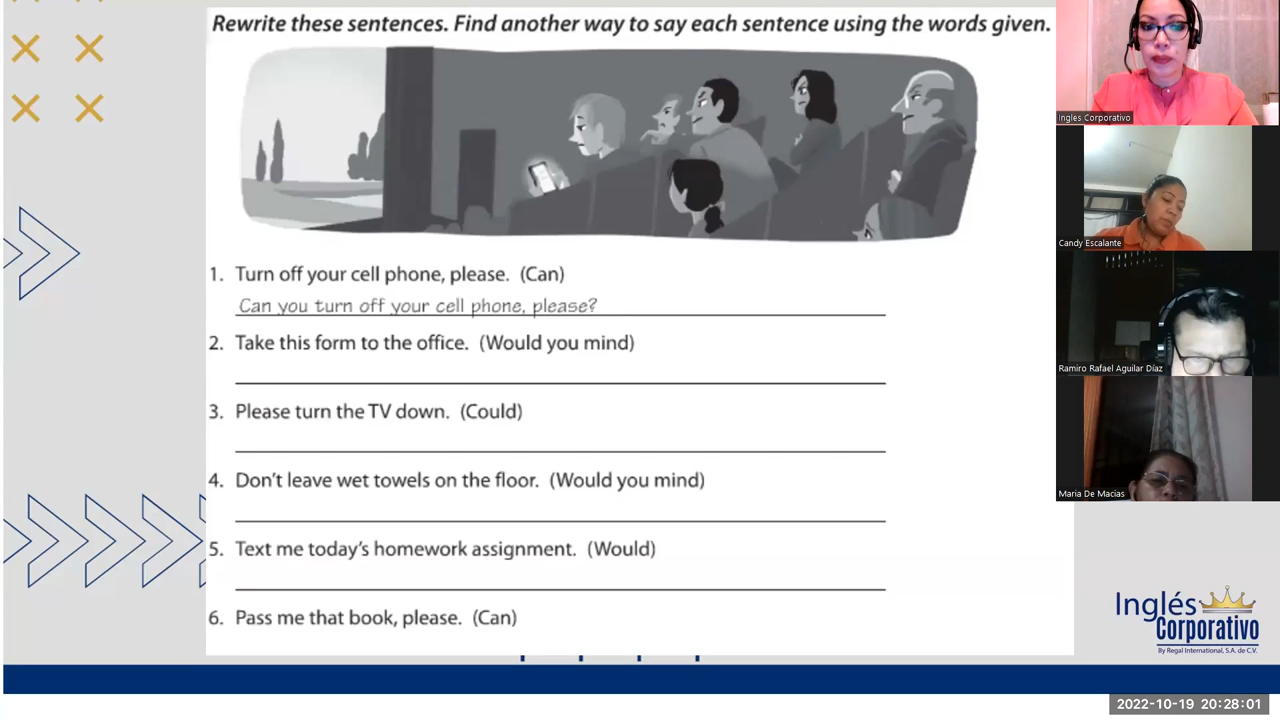 Rewrite these sentences. Find another way to say each sentence using the words given.
1. Turn off your cell phone, please. (Can)
Can you turn off your cell phone, please?
2. Take this form to the office. (Would you mind)
3. Please turn the TV down. (Could)
4. Don't leave wet towels on the floor. (Would you mind)
5. Text me today's homework assignment. (Would)
6. Pass me that book, please. (Can)
Ingles Corporativo
Candy Escalante
Ramiro Rafael Aguilar Díaz
Maria De Macias
Inglés
Corporativo
By Regal International, S.A. de C.V.
2022-10-19 20:28:01